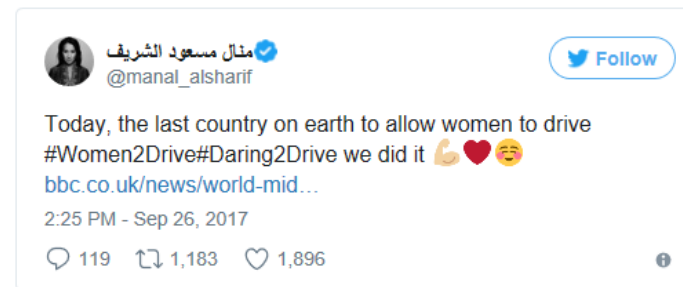 منال مسعود الشريف
@manal_alsharif
Follow
Today, the last country on earth to allow women to drive
#Women2Drive#Daring2Drive we did it 💪🏼❤️☺️
bbc.co.uk/news/world-mid…
2:25 PM - Sep 26, 2017
119 1,183 1,896